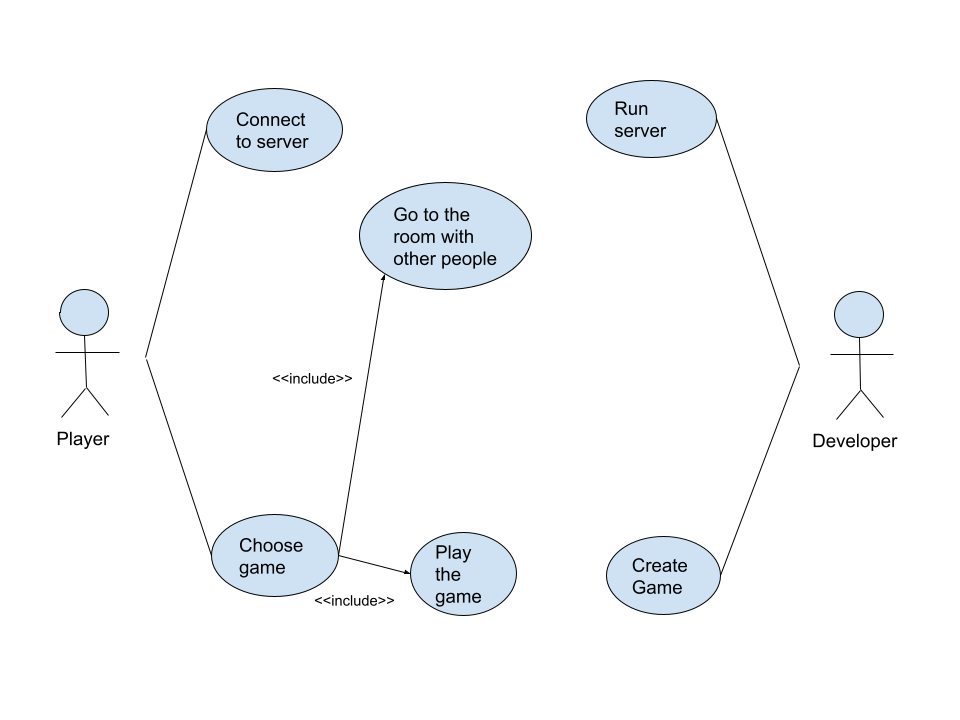 Connect
to server
Run
server
Go to the
room with
other people
<<include>>
Player
Developer
Choose
game
Play
the
game
Create
Game
<<include>>